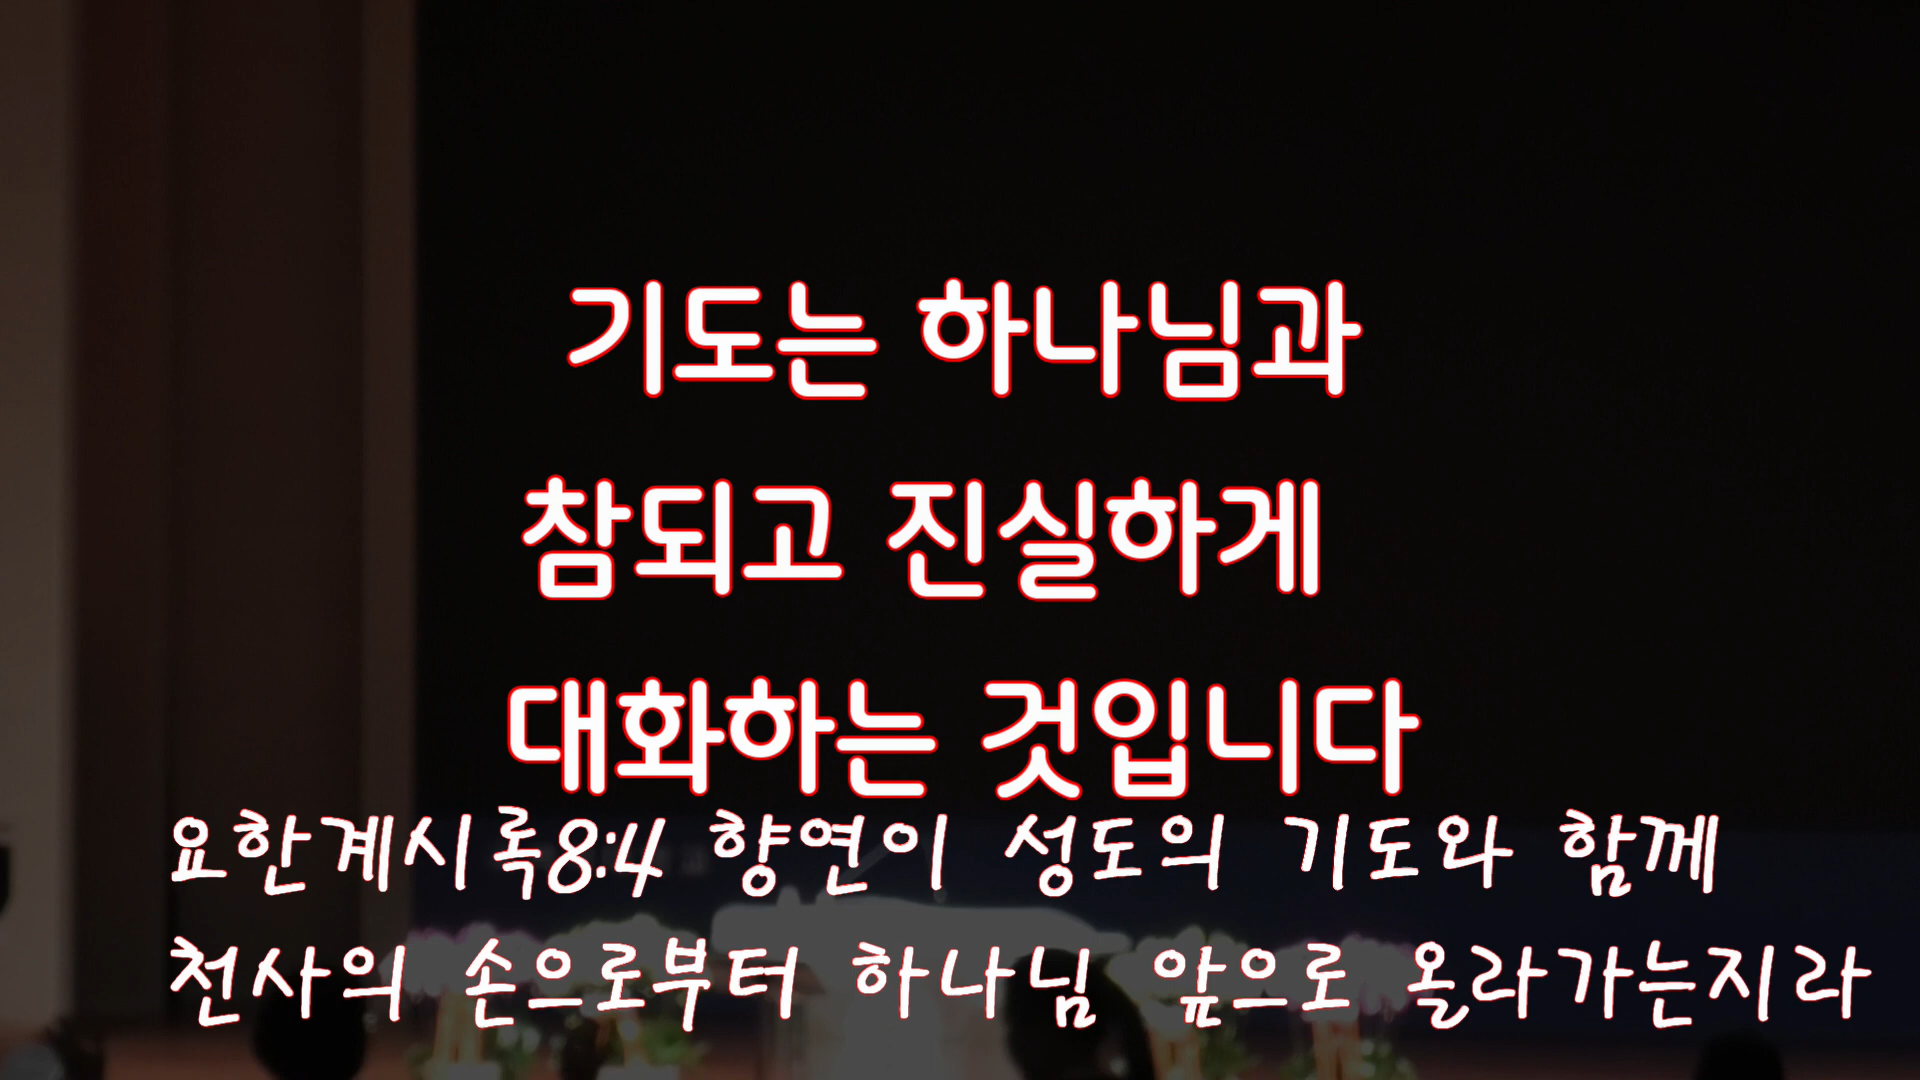 기도는 하나님과
참되고 진실하게
대화하는 것입니다
요한계시록8:4 향연이 성도의 기도와 함께
천사의 손으로부터 하나님 앞으로 올라가는지라